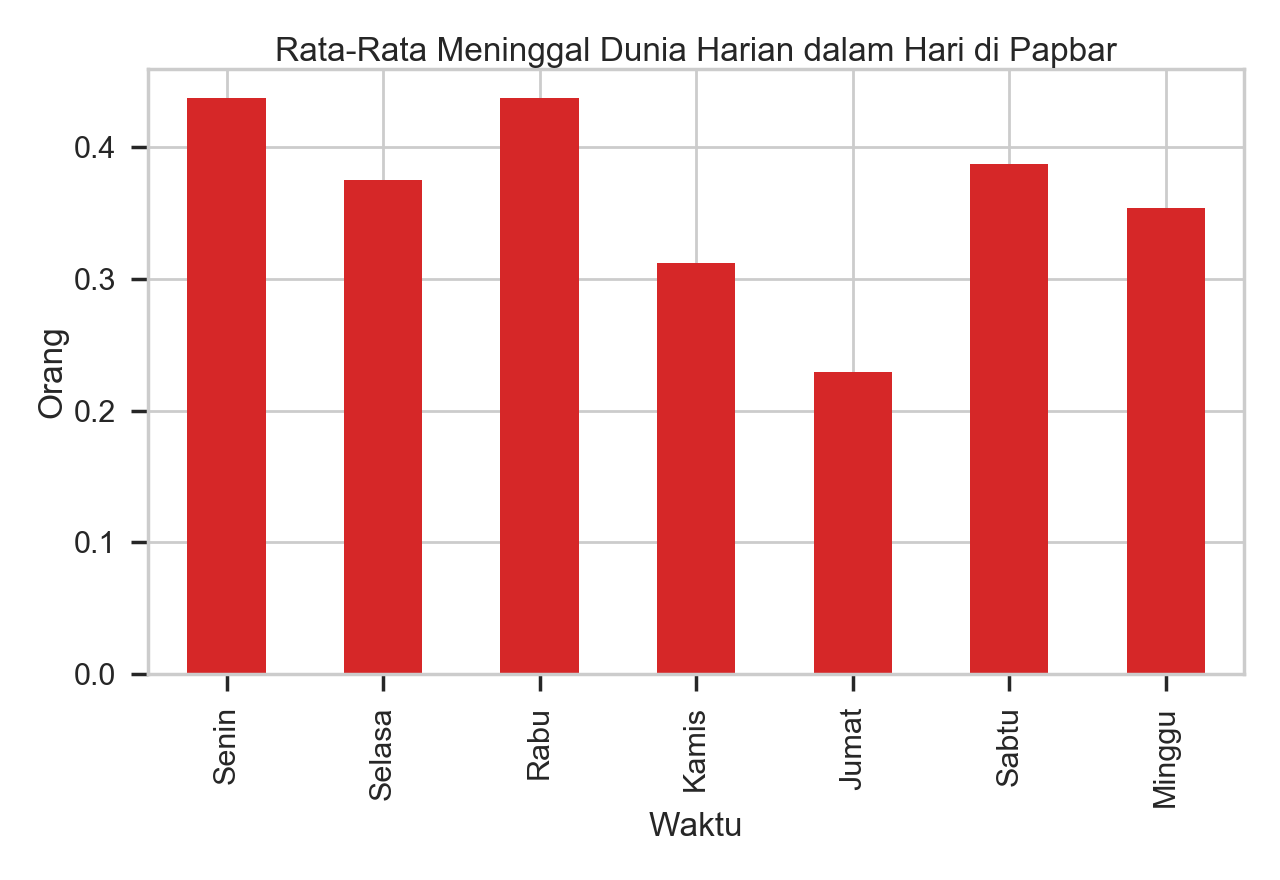 Rata-Rata Meninggal Dunia Harian dalam Hari di Papbar
0.4
0.3
0.2
0.1
0.0
Orang
Senin
Selasa
Rabu
Kamis
Jumat
Sabtu
Minggu
Waktu